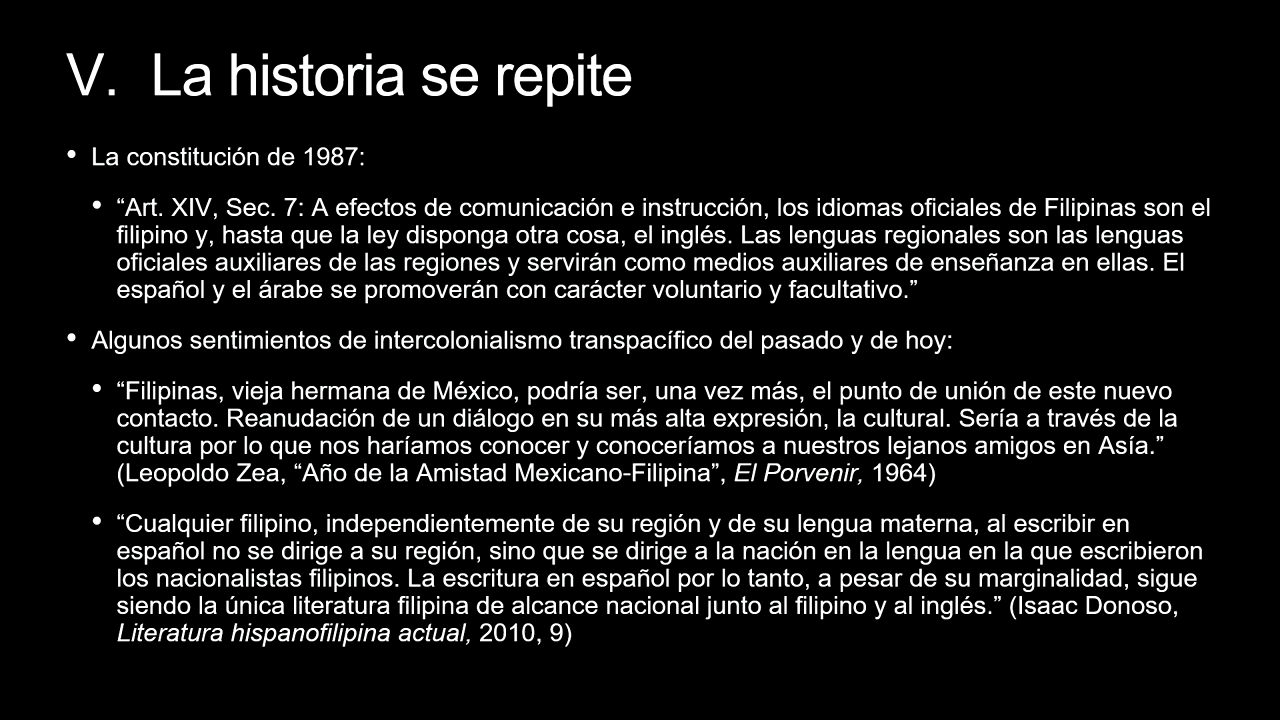 V. La historia se repite
• La constitución de 1987:
• “Art. XIV, Sec. 7: A efectos de comunicación e instrucción, los idiomas oficiales de Filipinas son el
filipino y, hasta que la ley disponga otra cosa, el inglés. Las lenguas regionales son las lenguas
oficiales auxiliares de las regiones y servirán como medios auxiliares de enseñanza en ellas. El
español y el árabe se promoverán con carácter voluntario y facultativo.”
• Algunos sentimientos de intercolonialismo transpacífico del pasado y de hoy:
• “Filipinas, vieja hermana de México, podría ser, una vez más, el punto de unión de este nuevo
contacto. Reanudación de un diálogo en su más alta expresión, la cultural. Sería a través de la
cultura por lo que nos haríamos conocer y conoceríamos a nuestros lejanos amigos en Asía.”
(Leopoldo Zea, “Año de la Amistad Mexicano-Filipina”, El Porvenir, 1964)
• “Cualquier filipino, independientemente de su región y de su lengua materna, al escribir en
español no se dirige a su región, sino que se dirige a la nación en la lengua en la que escribieron
los nacionalistas filipinos. La escritura en español por lo tanto, a pesar de su marginalidad, sigue
siendo la única literatura filipina de alcance nacional junto al filipino y al inglés.” (Isaac Donoso,
Literatura hispanofilipina actual, 2010, 9)